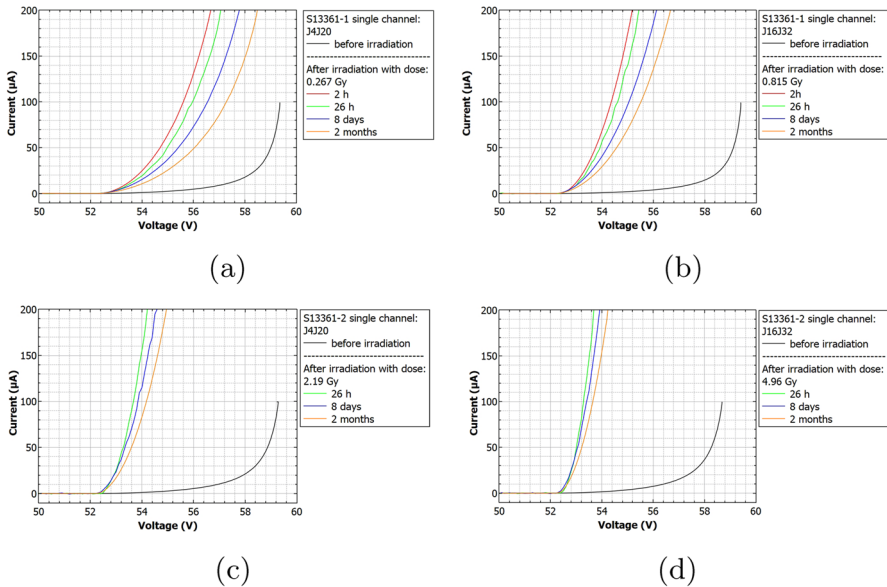 200
150
100
50
0
50
52
54
56
58
60
Current (µA)
Voltage (V)
S13361-1 single channel:
J4J20
before irradiation
After irradiation with dose:
0.267 Gy
2 h
26 h
8 days
2 months
(a)
200
150
100
50
0
50
52
54
56
58
60
Current (µA)
Voltage (V)
S13361-1 single channel:
J16J32
before irradiation
After irradiation with dose:
0.815 Gy
2h
26 h
8 days
2 months
(b)
200
150
100
50
0
50
52
54
56
58
60
Current (µA)
Voltage (V)
S13361-2 single channel:
J4J20
before irradiation
After irradiation with dose:
2.19 Gy
26 h
8 days
2 months
(c)
200
150
100
50
0
50
52
54
56
58
60
Current (µA)
Voltage (V)
S13361-2 single channel:
J16J32
before irradiation
After irradiation with dose:
4.96 Gy
26 h
8 days
2 months
(d)